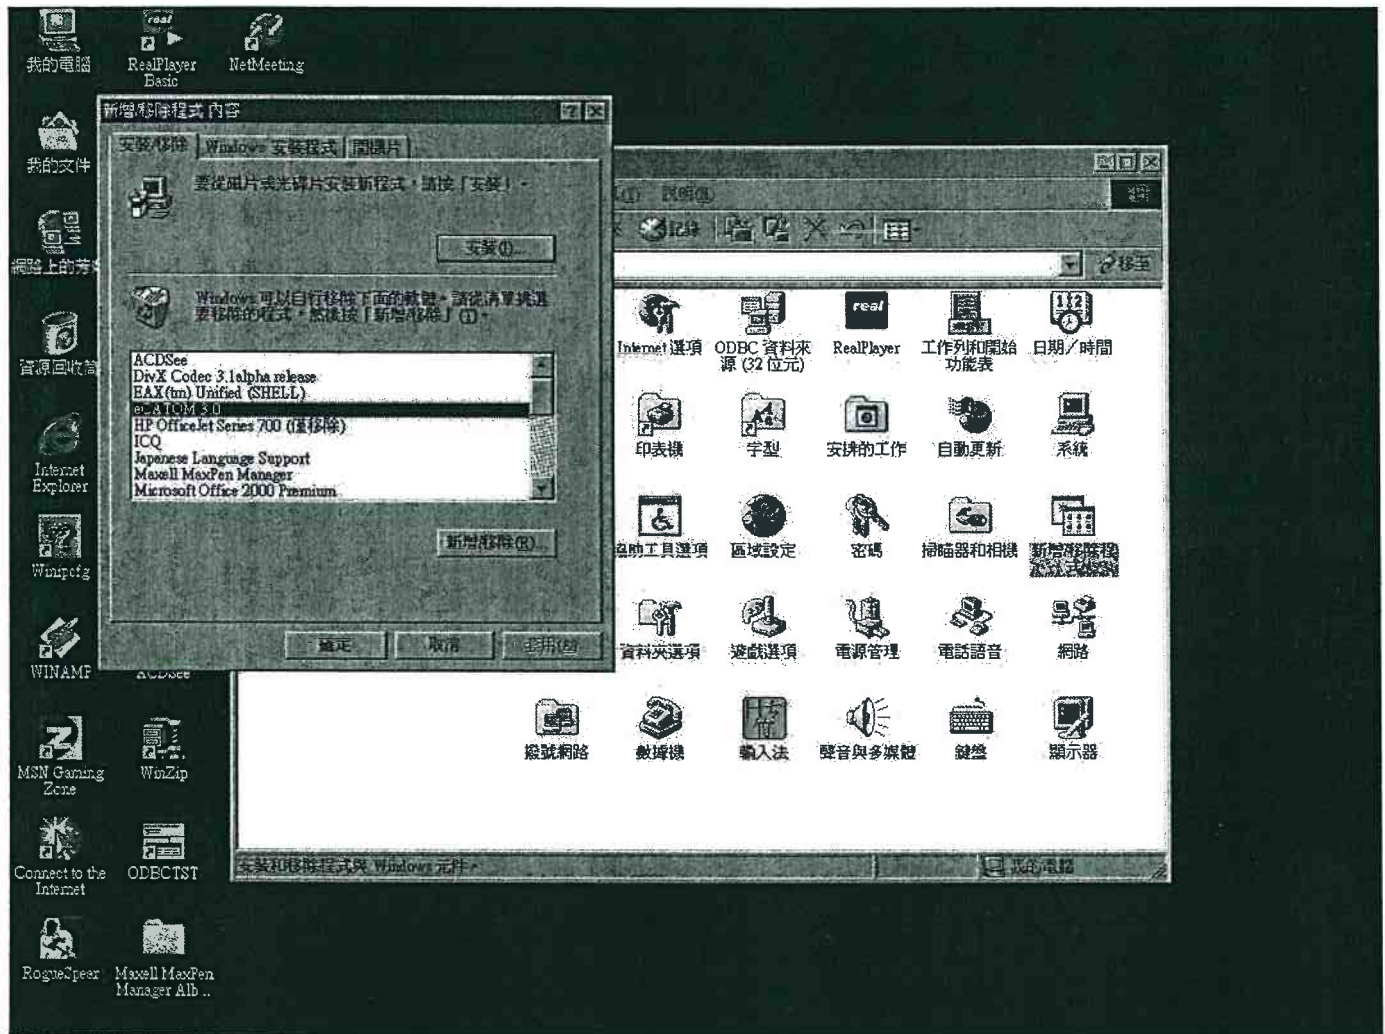 我的電腦
RealPlayer
Basic
NetMeeting
我的文件
網路上的芳
資源回收筒
Internet
Explorer
Winipcfg
WINAMP
ACDSee
MSN Gaming
Zone
WinZip
Connect to the
Internet
ODBCTST
RogueSpear
Maxell MaxPen
Manager Alb...
新增/移除程式 內容
安裝/移除
Windows 安裝程式
開機片
要從磁片或光碟片安裝新程式，請按「安裝」。
安裝(I)...
Windows 可以自行移除下面的軟體。請從清單挑選
要移除的程式，然後按「新增/移除」(T)。
ACDSee
DivX Codec 3.1alpha release
EAX(tm) Unified (SHELL)
eCATOM 3.0
HP OfficeJet Series 700 (僅移除)
ICQ
Japanese Language Support
Maxell MaxPen Manager
Microsoft Office 2000 Premium
新增/移除(R)...
確定
取消
套用(A)
(T) 說明(H)
記錄
移至
Internet 選項
ODBC 資料來
源 (32 位元)
real
RealPlayer
工作列和開始
功能表
日期／時間
印表機
字型
安排的工作
自動更新
系統
協助工具選項
區域設定
密碼
掃瞄器和相機
新增/移除程
式
資料夾選項
遊戲選項
電源管理
電話語音
網路
撥號網路
數據機
輸入法
聲音與多媒體
鍵盤
顯示器
安裝和移除程式與 Windows 元件。
我的電腦